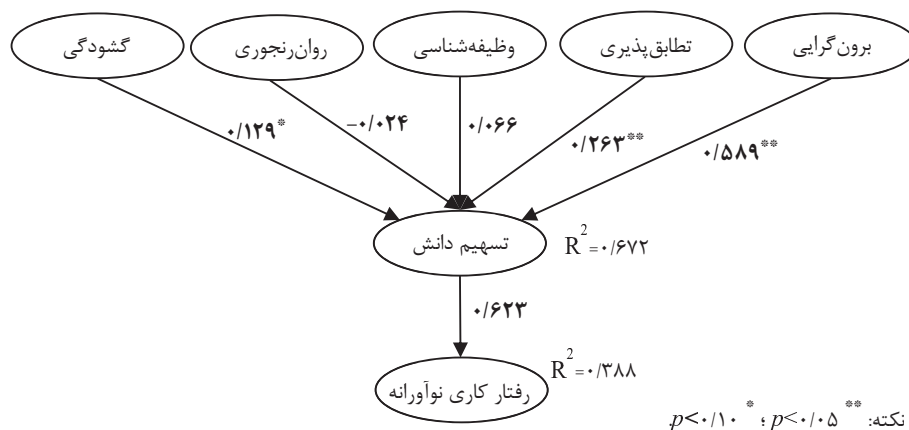 برون‌گرایی
تطابق‌پذیری
وظیفه‌شناسی
روان‌رنجوری
گشودگی
۰/۵۸۹**
۰/۲۶۳**
۰/۰۶۶
-۰/۰۲۴
۰/۱۲۹*
تسهیم دانش
R²=۰/۶۷۲
۰/۶۲۳
رفتار کاری نوآورانه
R²=۰/۳۸۸
نکته: ** p<۰/۰۵ ؛ * p<۰/۱۰.